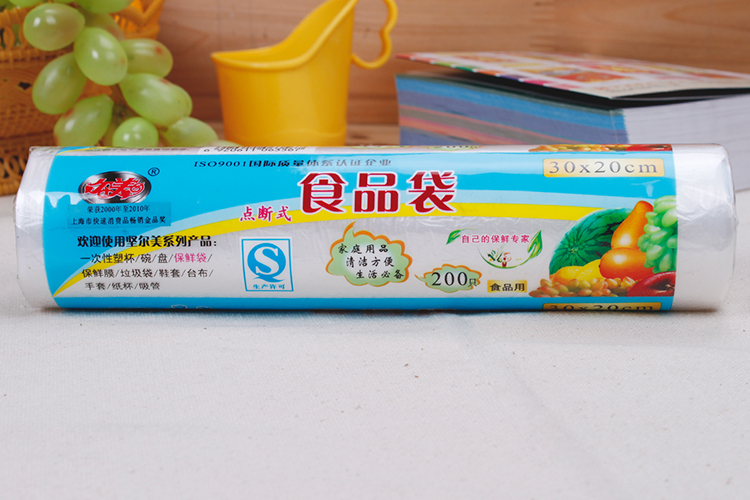 ISO9001国际质量体系认证企业
30x20cm
®
荣获2000年至2010年
上海市快速消费品畅销金品奖
点断式
食品袋
欢迎使用坚尔美系列产品:
一次性塑杯/碗/盘/保鲜袋/
保鲜膜/垃圾袋/鞋套/台布/
手套/纸杯/吸管
S
生产许可
家庭用品
清洁方便
生活必备
200只
自己的保鲜专家
食品用
30x20cm